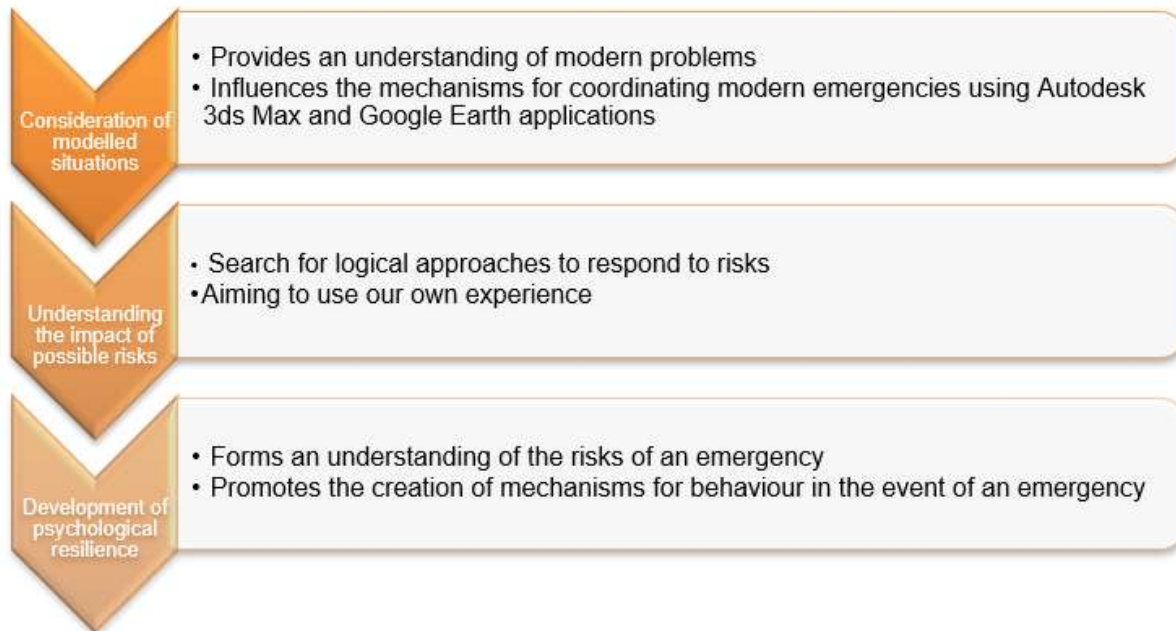 Consideration of
modelled
situations
• Provides an understanding of modern problems
• Influences the mechanisms for coordinating modern emergencies using Autodesk
3ds Max and Google Earth applications
Understanding
the impact of
possible risks
• Search for logical approaches to respond to risks
•Aiming to use our own experience
Development of
psychological
resilience
• Forms an understanding of the risks of an emergency
• Promotes the creation of mechanisms for behaviour in the event of an emergency